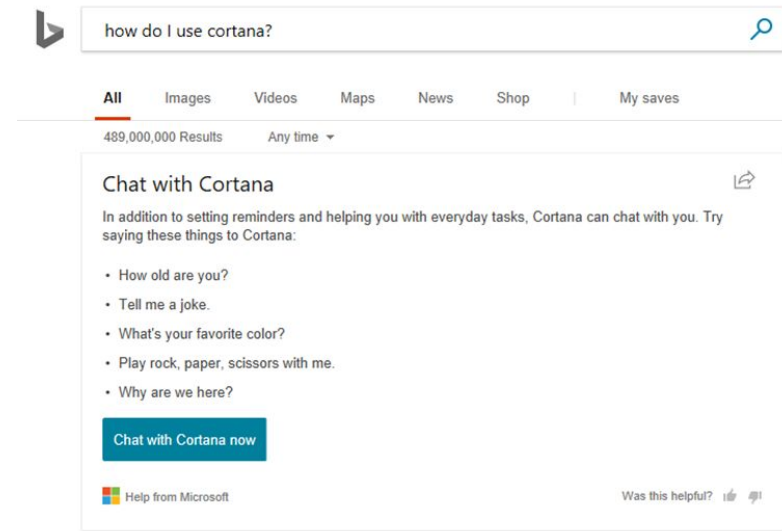 how do I use cortana?
All Images Videos Maps News Shop My saves
489,000,000 Results Any time
Chat with Cortana
In addition to setting reminders and helping you with everyday tasks, Cortana can chat with you. Try
saying these things to Cortana:
• How old are you?
• Tell me a joke.
• What's your favorite color?
• Play rock, paper, scissors with me.
• Why are we here?
Chat with Cortana now
Help from Microsoft Was this helpful?